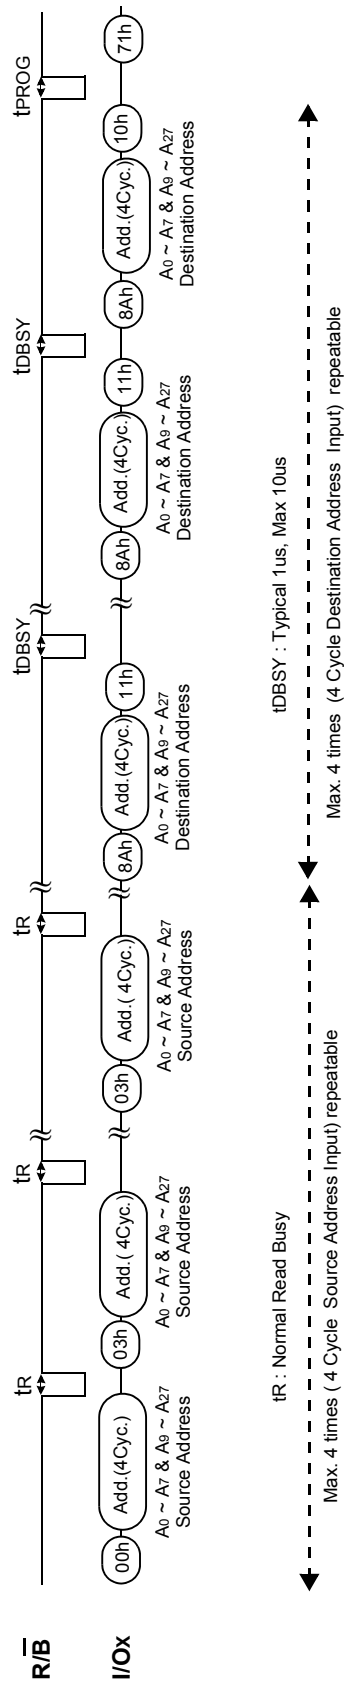 R/B
tR
tR
tR
tDBSY
tDBSY
tPROG
I/Ox
00h
Add.(4Cyc.)
03h
Add.( 4Cyc.)
03h
Add.( 4Cyc.)
8Ah
Add.(4Cyc.)
11h
8Ah
Add.(4Cyc.)
11h
8Ah
Add.(4Cyc.)
10h
71h
A0 ~ A7 & A9 ~ A27
Source Address
A0 ~ A7 & A9 ~ A27
Source Address
A0 ~ A7 & A9 ~ A27
Source Address
A0 ~ A7 & A9 ~ A27
Destination Address
A0 ~ A7 & A9 ~ A27
Destination Address
A0 ~ A7 & A9 ~ A27
Destination Address
tR : Normal Read Busy
tDBSY : Typical 1us, Max 10us
Max. 4 times ( 4 Cycle Source Address Input) repeatable
Max. 4 times (4 Cycle Destination Address Input) repeatable